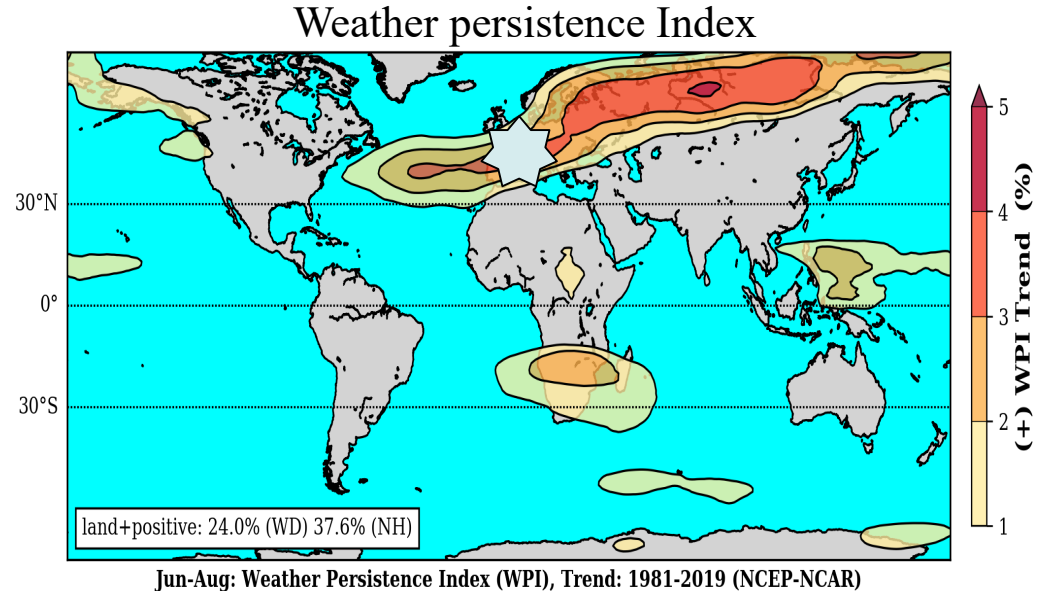 Weather persistence Index
30°N
0°
30°S
land+positive: 24.0% (WD) 37.6% (NH)
Jun-Aug: Weather Persistence Index (WPI), Trend: 1981-2019 (NCEP-NCAR)
5
4
3
2
1
(+) WPI Trend (%)